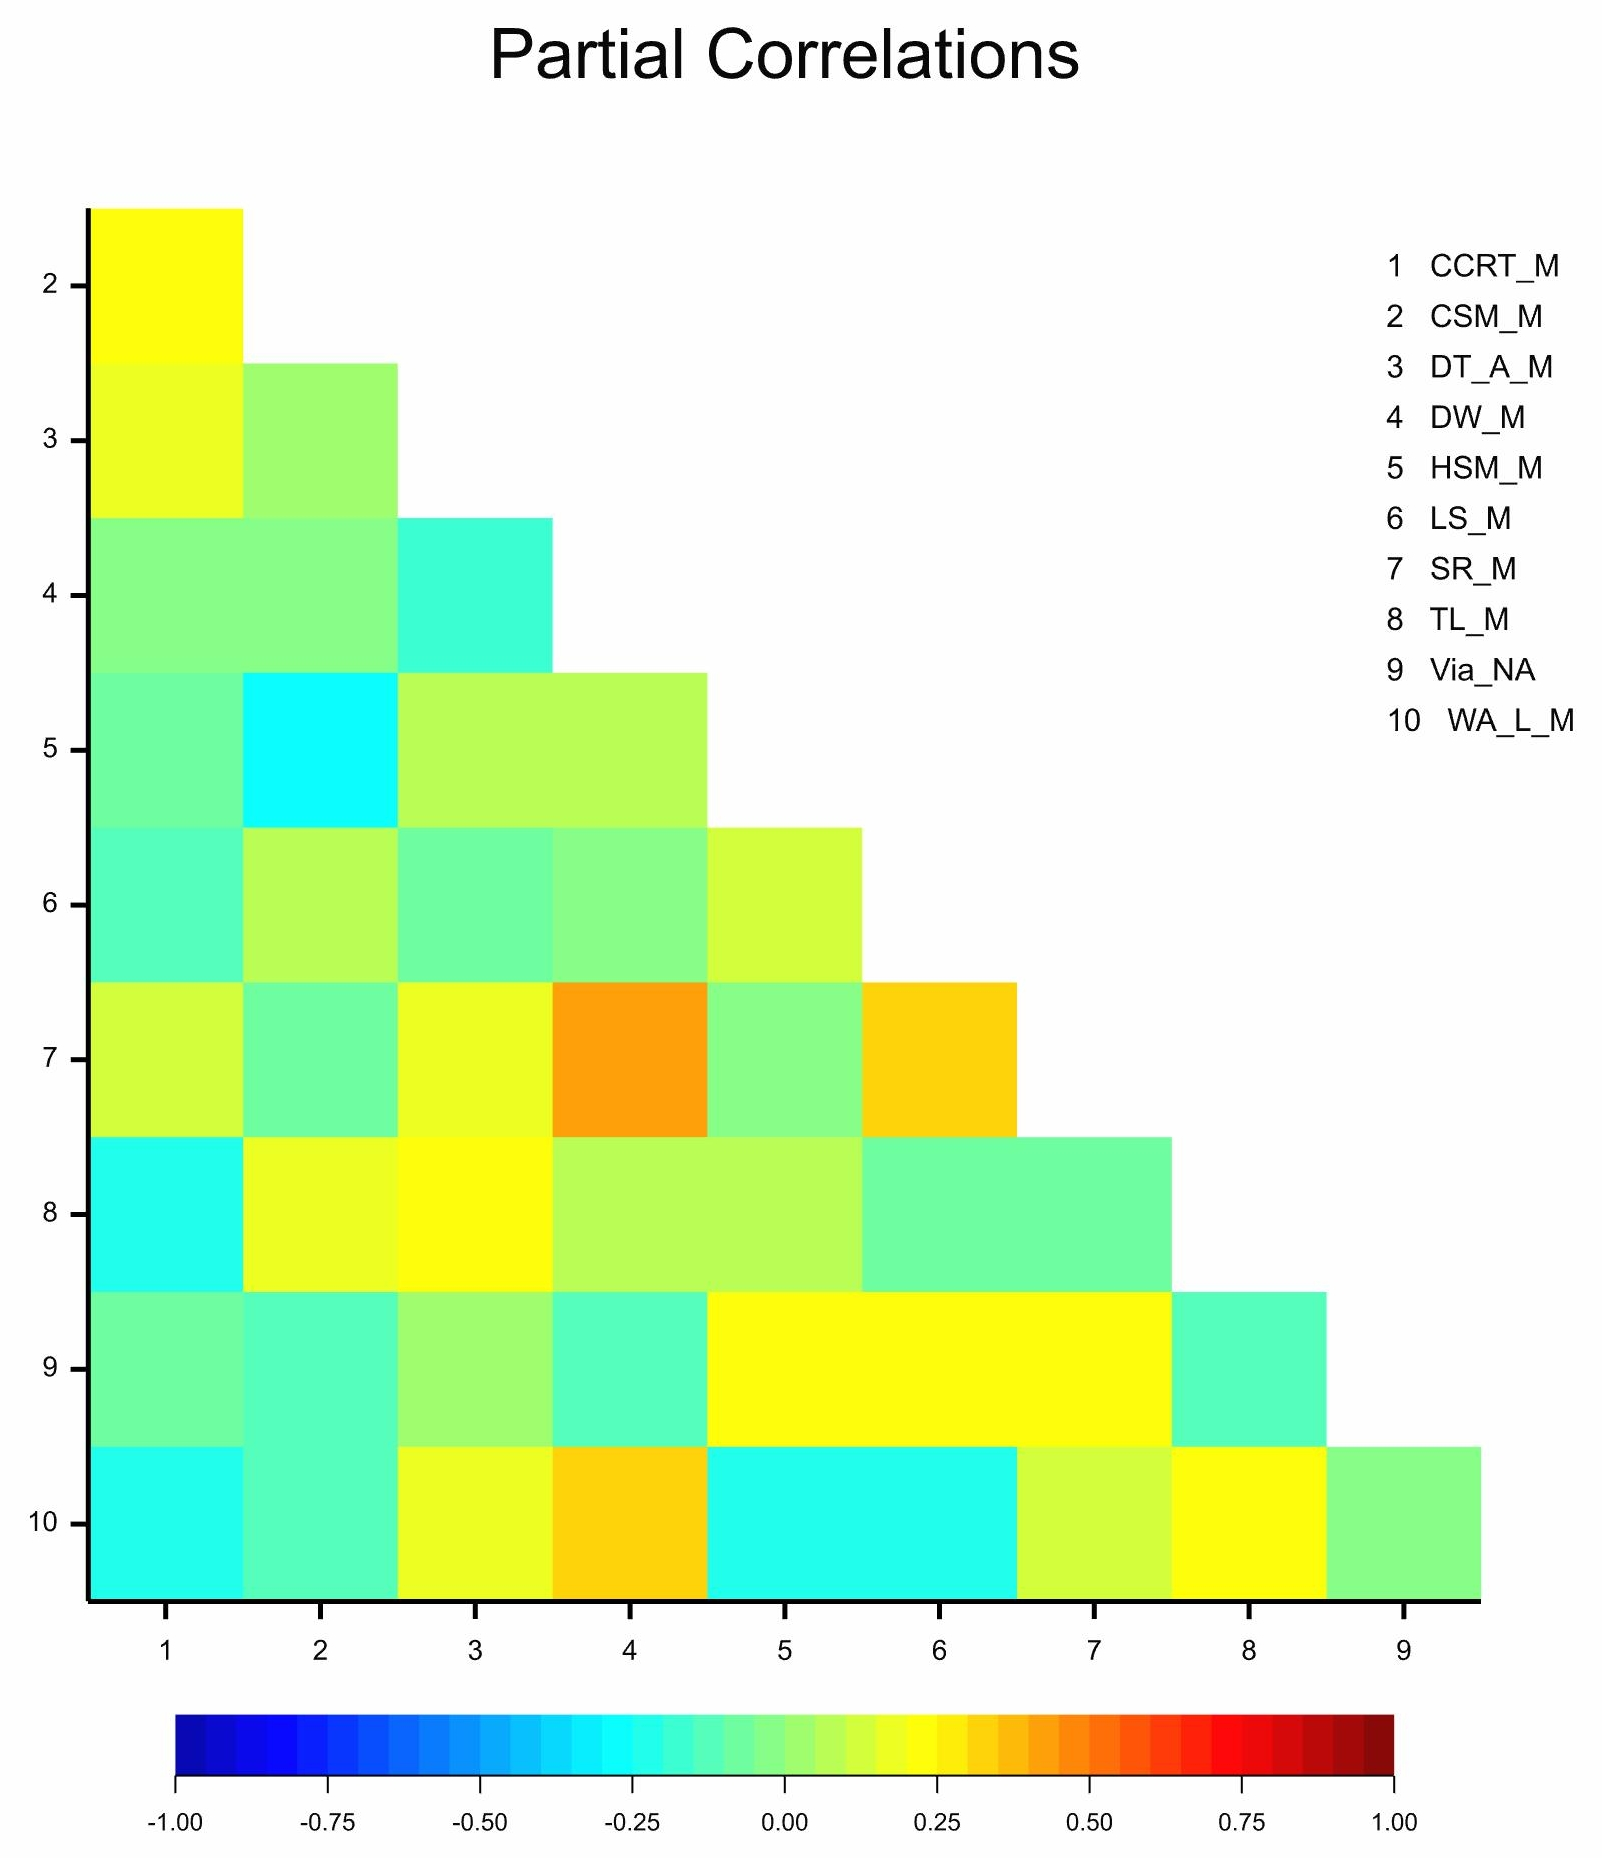 Partial Correlations
1 CCRT_M
2 CSM_M
3 DT_A_M
4 DW_M
5 HSM_M
6 LS_M
7 SR_M
8 TL_M
9 Via_NA
10 WA_L_M
2
3
4
5
6
7
8
9
10
1 2 3 4 5 6 7 8 9
-1.00 -0.75 -0.50 -0.25 0.00 0.25 0.50 0.75 1.00